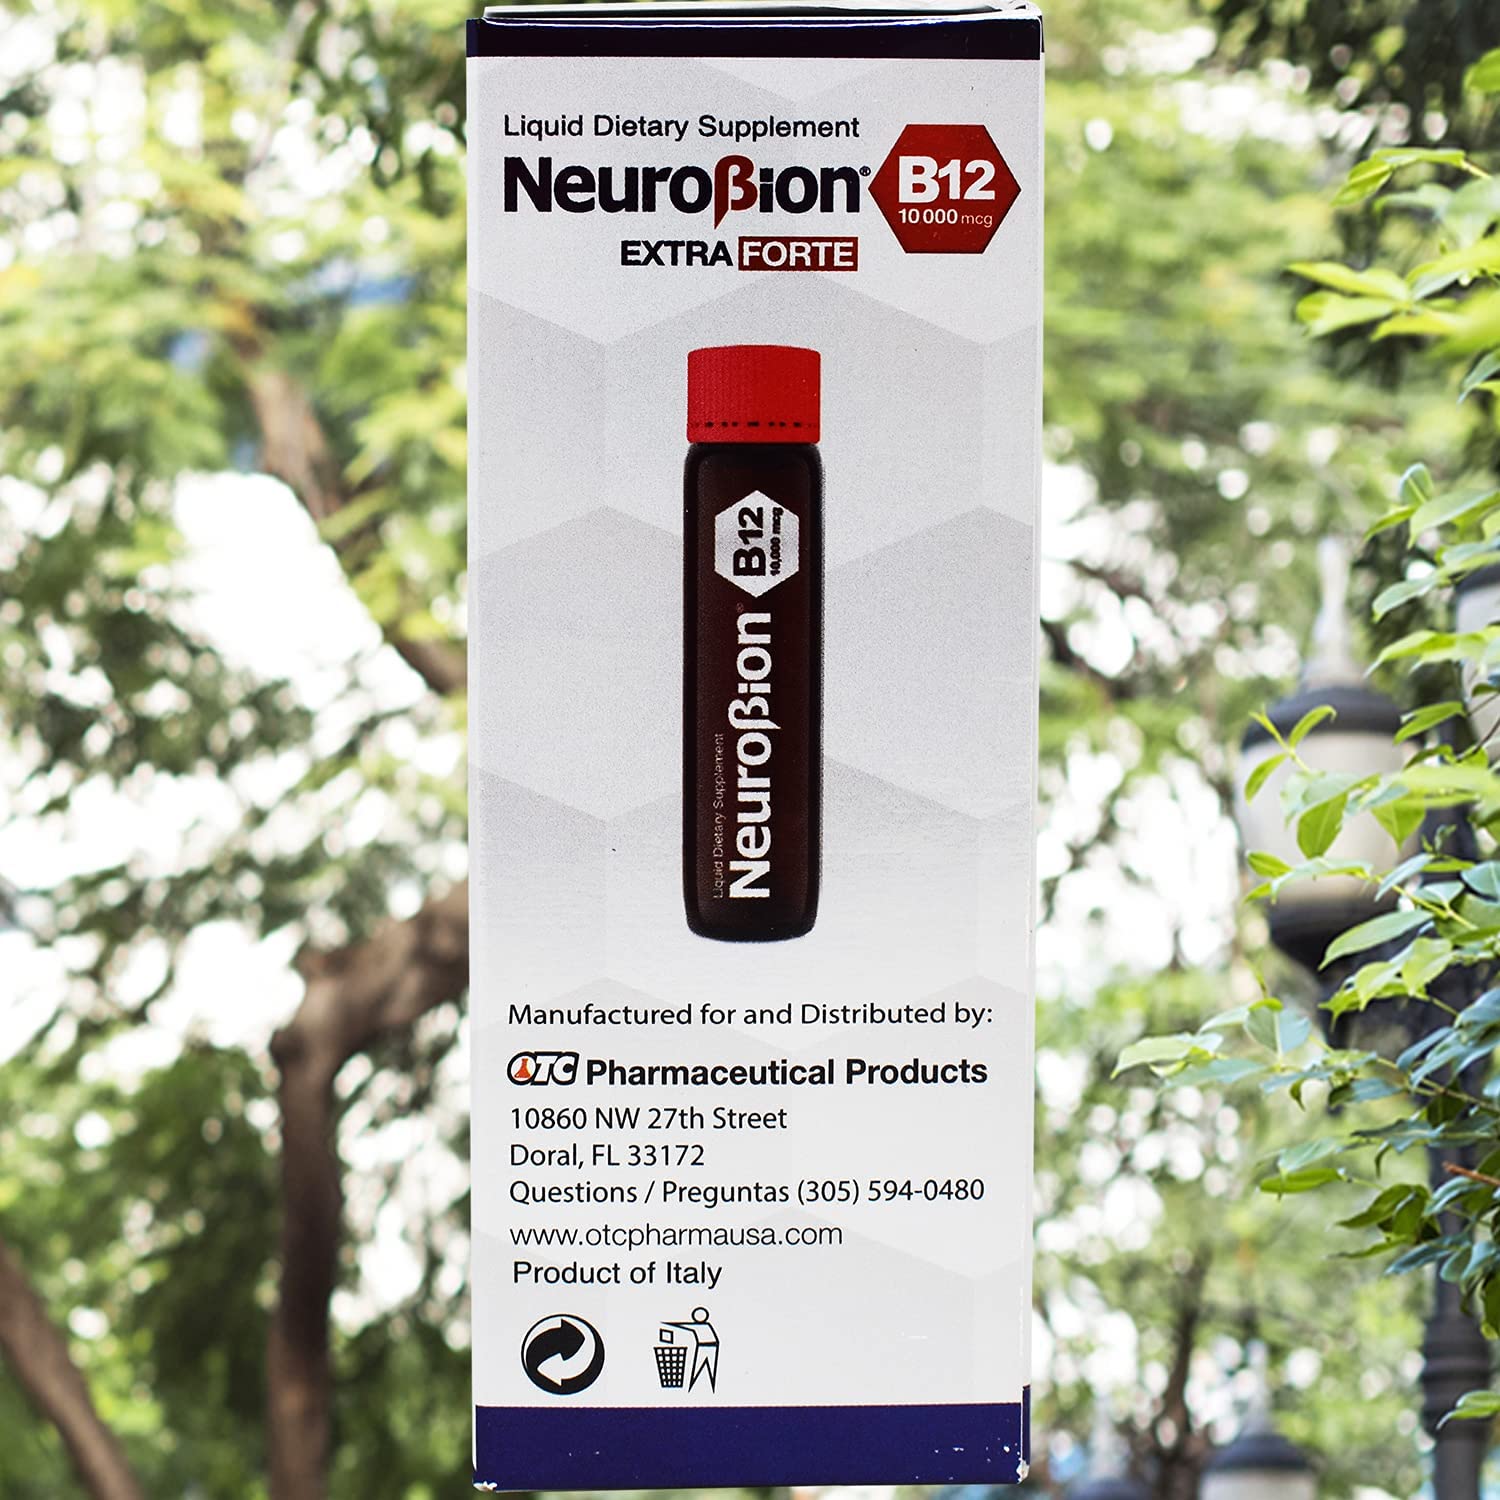 Liquid Dietary Supplement
Neuroβion®
B12
10 000 mcg
EXTRA FORTE
B12
10,000 mcg
Neuroβion®
Liquid Dietary Supplement
Manufactured for and Distributed by:
OTC Pharmaceutical Products
10860 NW 27th Street
Doral, FL 33172
Questions / Preguntas (305) 594-0480
www.otcpharmausa.com
Product of Italy